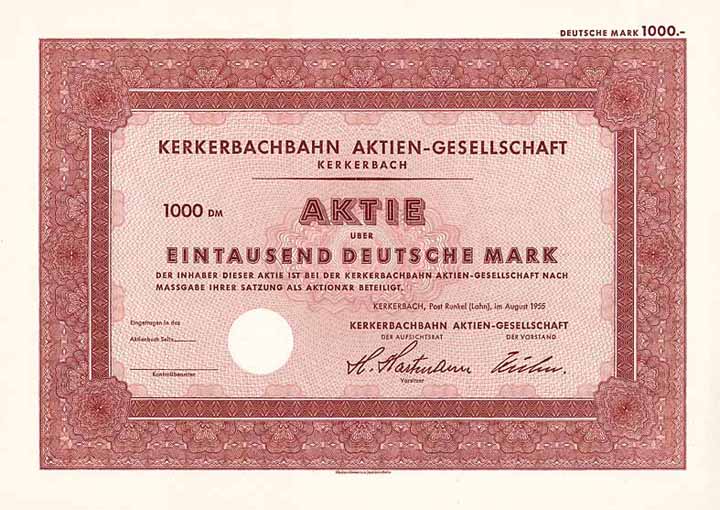 DEUTSCHE MARK 1000.-
KERKERBACHBAHN AKTIEN-GESELLSCHAFT
KERKERBACH
1000 DM
AKTIE
UBER
EINTAUSEND DEUTSCHE MARK
DER INHABER DIESER AKTIE IST BEI DER KERKERBACHBAHN AKTIEN-GESELLSCHAFT NACH
MASSGABE IHRER SATZUNG ALS AKTIONÄR BETEILIGT.
KERKERBACH, Post Runkel (Lahn), im August 1955
Eingetragen in das
Aktienbuch Seite
Kontrollbeamter
KERKERBACHBAHN AKTIEN-GESELLSCHAFT
DER AUFSICHTSRAT DER VORSTAND
H. Hartmann
Vorsitzer